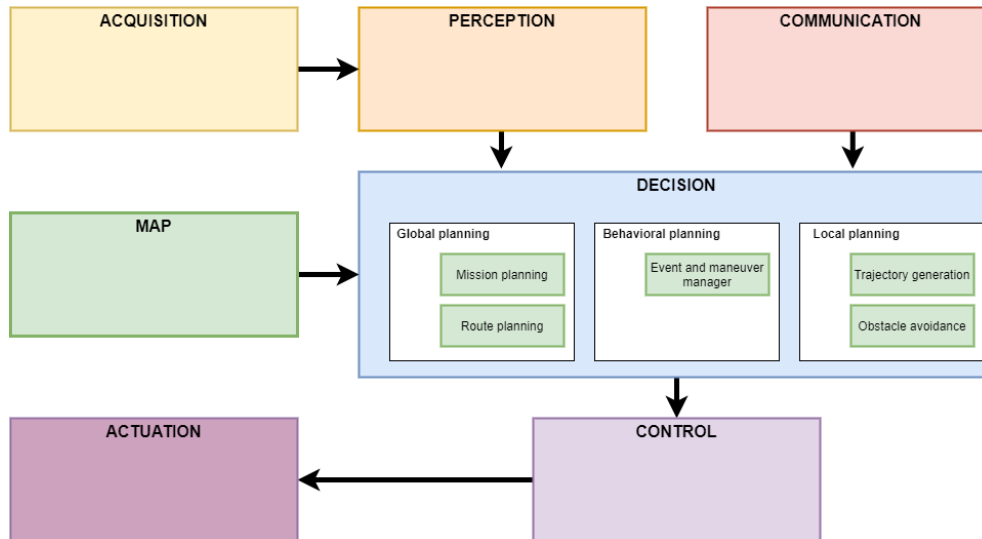 ACQUISITION
PERCEPTION
COMMUNICATION
MAP
DECISION
Global planning
Mission planning
Route planning
Behavioral planning
Event and maneuver
manager
Local planning
Trajectory generation
Obstacle avoidance
ACTUATION
CONTROL